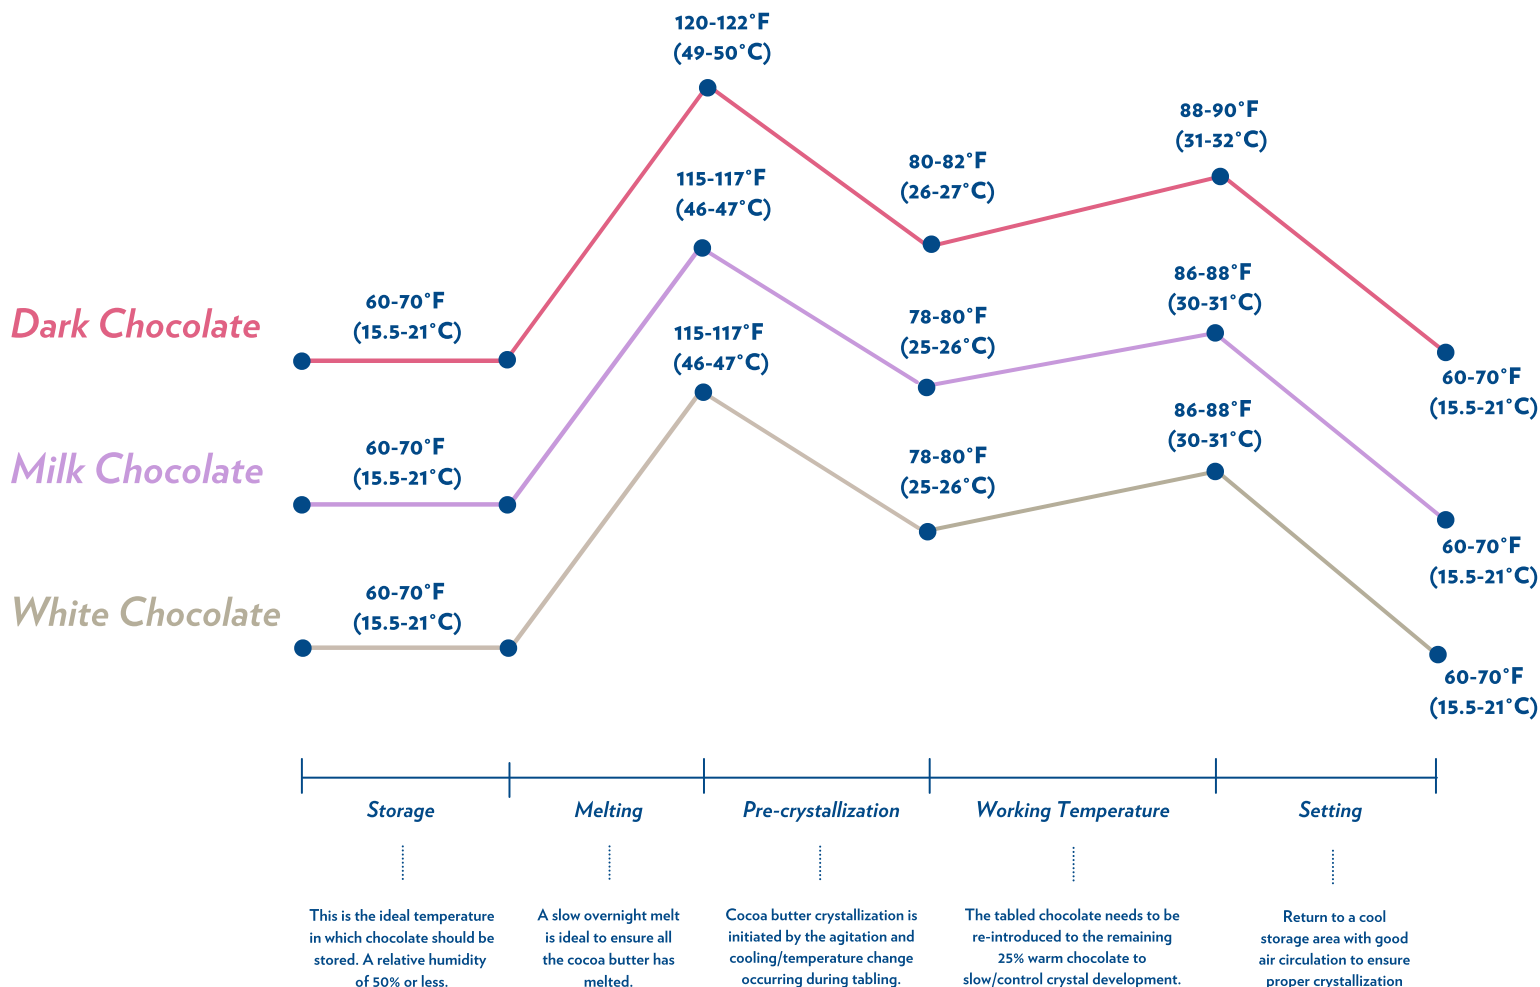 120-122°F
(49-50°C)
88-90°F
(31-32°C)
80-82°F
(26-27°C)
115-117°F
(46-47°C)
Dark Chocolate
60-70°F
(15.5-21°C)
86-88°F
(30-31°C)
78-80°F
(25-26°C)
115-117°F
(46-47°C)
60-70°F
(15.5-21°C)
Milk Chocolate
60-70°F
(15.5-21°C)
86-88°F
(30-31°C)
78-80°F
(25-26°C)
60-70°F
(15.5-21°C)
White Chocolate
60-70°F
(15.5-21°C)
60-70°F
(15.5-21°C)
Storage
Melting
Pre-crystallization
Working Temperature
Setting
This is the ideal temperature
in which chocolate should be
stored. A relative humidity
of 50% or less.
A slow overnight melt
is ideal to ensure all
the cocoa butter has
melted.
Cocoa butter crystallization is
initiated by the agitation and
cooling/temperature change
occurring during tabling.
The tabled chocolate needs to be
re-introduced to the remaining
25% warm chocolate to
slow/control crystal development.
Return to a cool
storage area with good
air circulation to ensure
proper crystallization